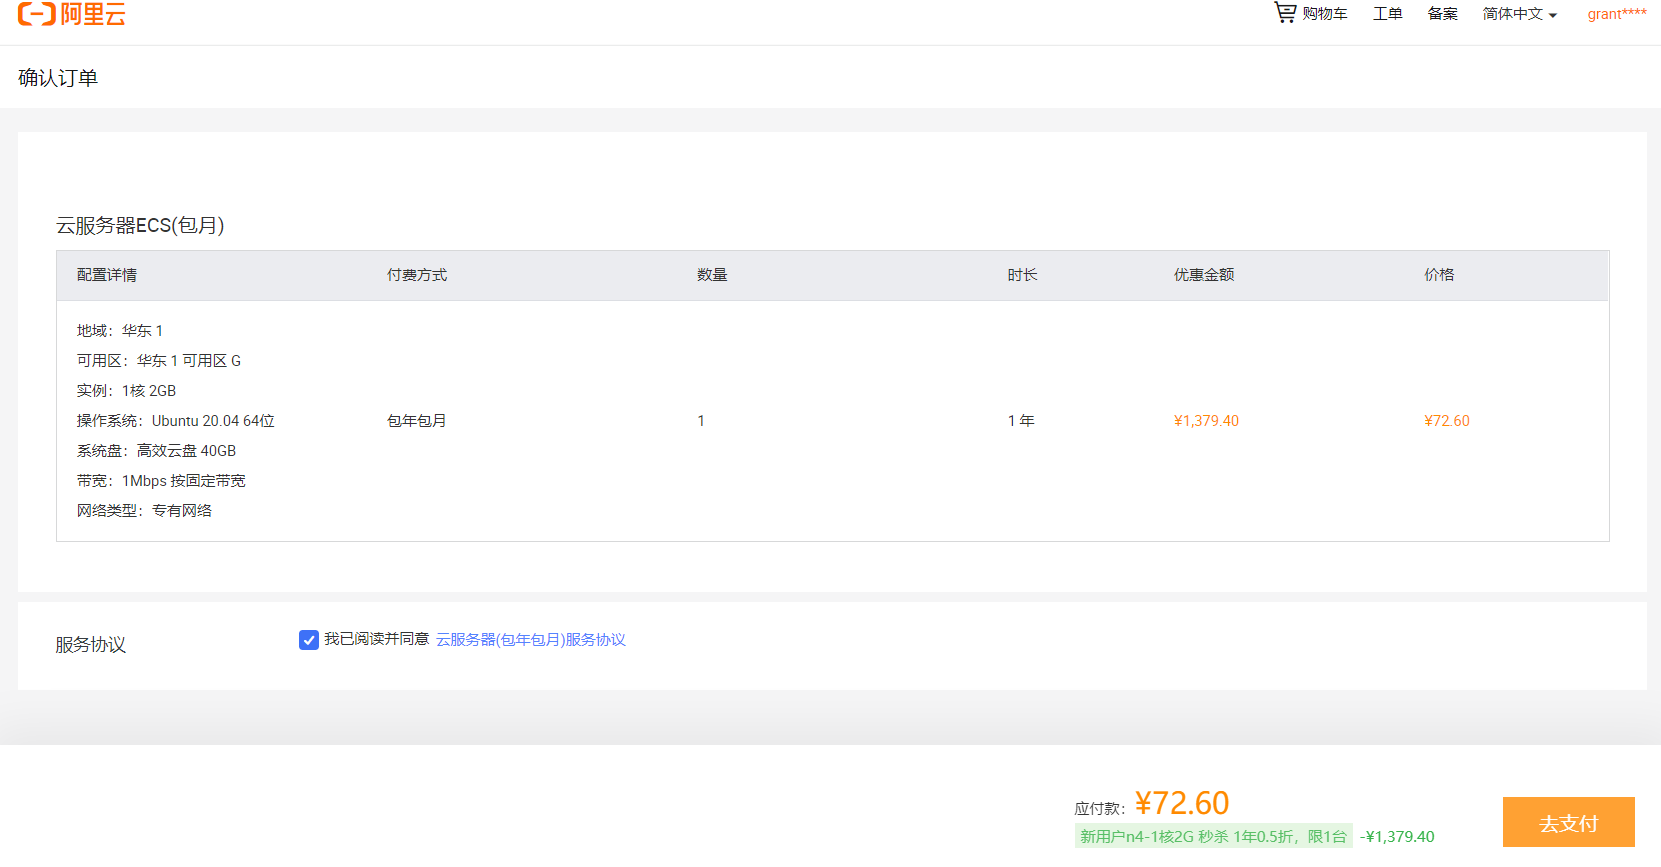 阿里云
购物车 工单 备案 简体中文 grant****
确认订单
云服务器ECS(包月)
配置详情 付费方式 数量 时长 优惠金额 价格
地域：华东 1
可用区：华东 1 可用区 G
实例：1核 2GB
操作系统：Ubuntu 20.04 64位 包年包月 1 1 年 ¥1,379.40 ¥72.60
系统盘：高效云盘 40GB
带宽：1Mbps 按固定带宽
网络类型：专有网络
服务协议 我已阅读并同意 云服务器(包年包月)服务协议
应付款：¥72.60
新用户n4-1核2G 秒杀 1年0.5折，限1台 -¥1,379.40
去支付